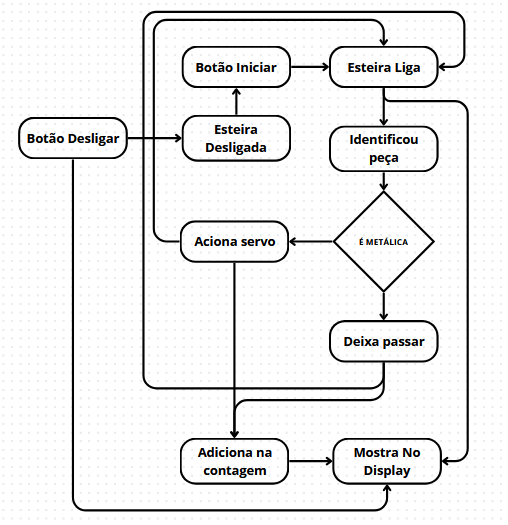 Botão Iniciar
Esteira Liga
Botão Desligar
Esteira
Desligada
Identificou
peça
Aciona servo
É METÁLICA
Deixa passar
Adiciona na
contagem
Mostra No
Display